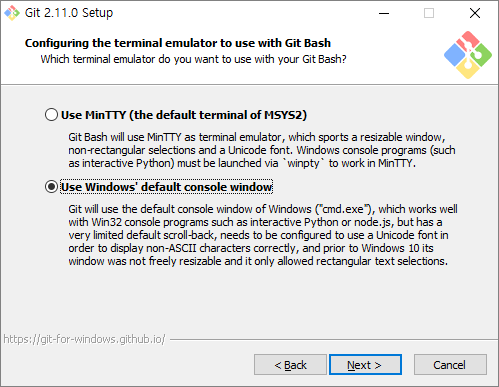 Git 2.11.0 Setup
Configuring the terminal emulator to use with Git Bash
Which terminal emulator do you want to use with your Git Bash?
Use MinTTY (the default terminal of MSYS2)
Git Bash will use MinTTY as terminal emulator, which sports a resizable window,
non-rectangular selections and a Unicode font. Windows console programs (such
as interactive Python) must be launched via `winpty` to work in MinTTY.
Use Windows' default console window
Git will use the default console window of Windows ("cmd.exe"), which works well
with Win32 console programs such as interactive Python or node.js, but has a
very limited default scroll-back, needs to be configured to use a Unicode font in
order to display non-ASCII characters correctly, and prior to Windows 10 its
window was not freely resizable and it only allowed rectangular text selections.
https://git-for-windows.github.io/
< Back
Next >
Cancel